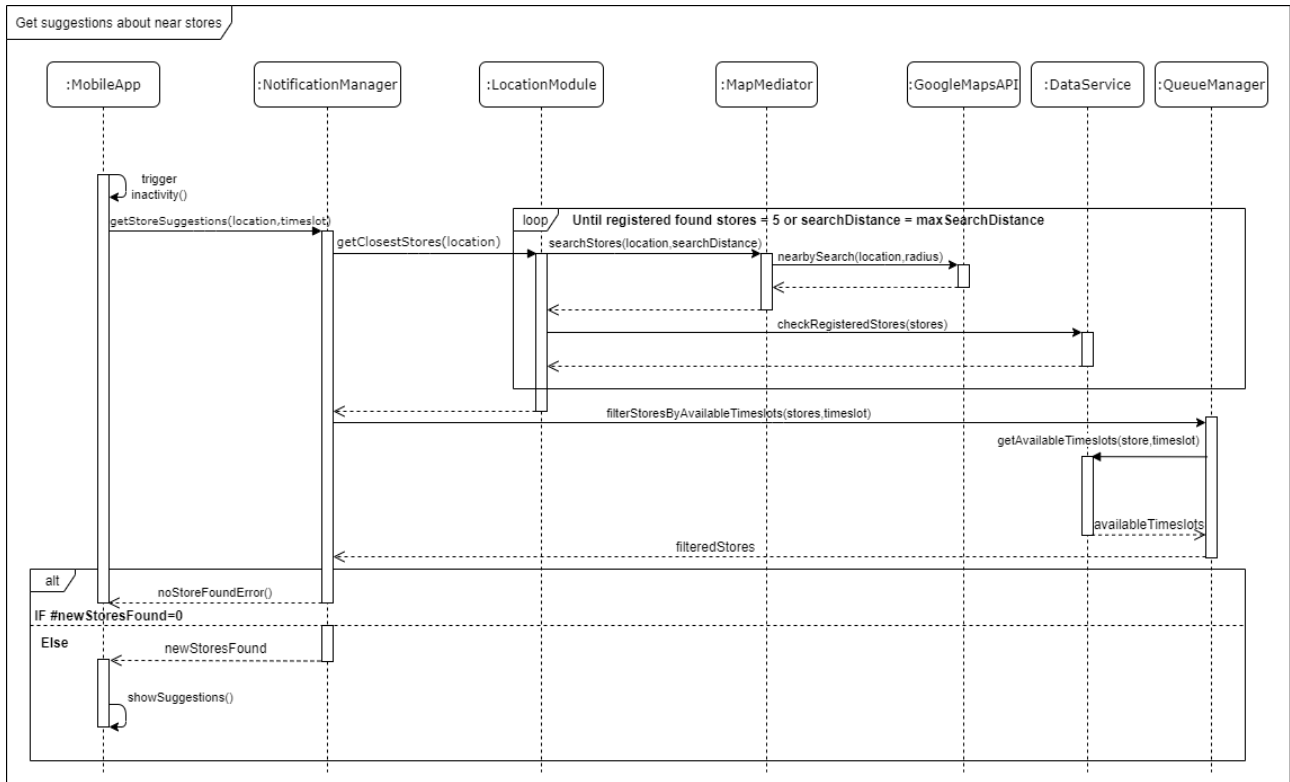 Get suggestions about near stores
:MobileApp
:NotificationManager
:LocationModule
:MapMediator
:GoogleMapsAPI
:DataService
:QueueManager
trigger
inactivity()
getStoreSuggestions(location,timeslot)
loop
Until registered found stores = 5 or searchDistance = maxSearchDistance
getClosestStores(location)
searchStores(location,searchDistance)
nearbySearch(location,radius)
checkRegisteredStores(stores)
filterStoresByAvailableTimeslots(stores,timeslot)
getAvailableTimeslots(store,timeslot)
availableTimeslots
filteredStores
alt
noStoreFoundError()
IF #newStoresFound=0
Else
newStoresFound
showSuggestions()